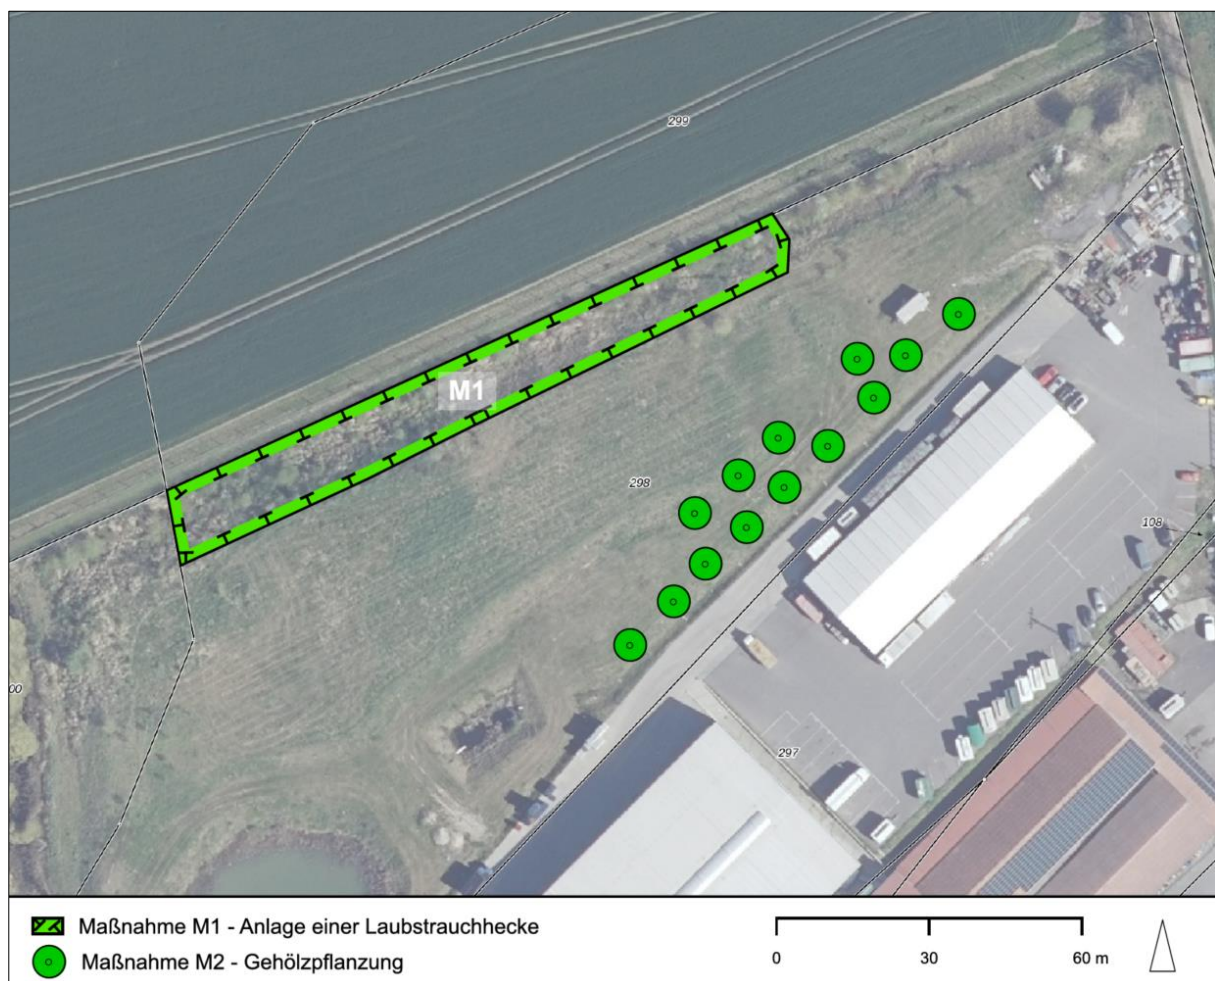 299
M1
298
108
00
297
Maßnahme M1 - Anlage einer Laubstrauchhecke
Maßnahme M2 - Gehölzpflanzung
0 30 60 m